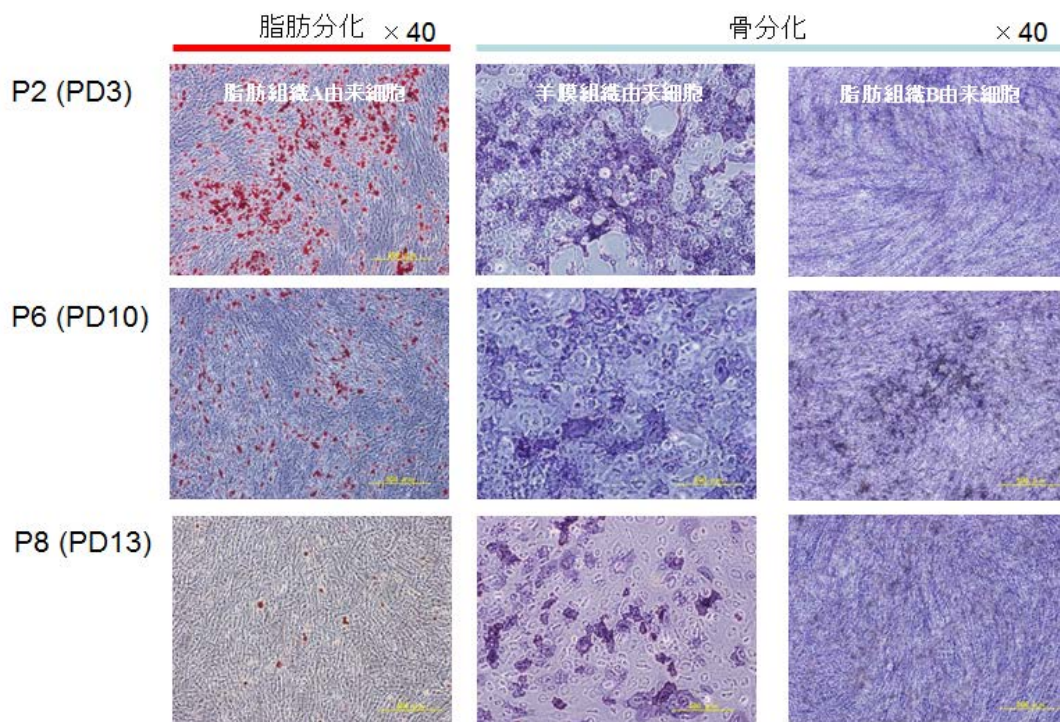 脂肪分化 × 40
骨分化 × 40
P2 (PD3)
脂肪組織A由来細胞
羊膜組織由来細胞
脂肪組織B由来細胞
P6 (PD10)
P8 (PD13)